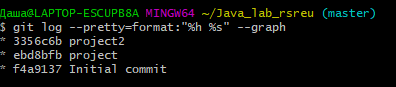 Даша@LAPTOP-ESCUPB8A MINGW64 ~/Java_lab_rsreu (master)
$ git log --pretty=format:"%h %s" --graph
* 3356c6b project2
* ebd8bfb project
* f4a9137 Initial commit